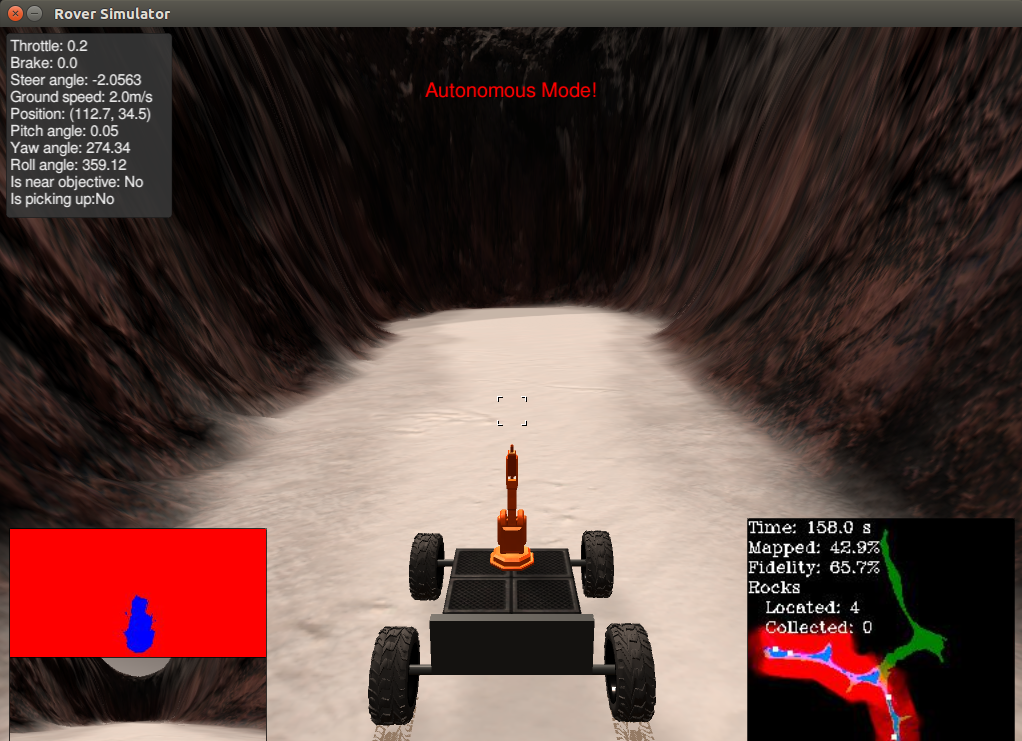 Rover Simulator
Throttle: 0.2
Brake: 0.0
Steer angle: -2.0563
Ground speed: 2.0m/s
Position: (112.7, 34.5)
Pitch angle: 0.05
Yaw angle: 274.34
Roll angle: 359.12
Is near objective: No
Is picking up:No
Autonomous Mode!
Time: 158.0 s
Mapped: 42.9%
Fidelity: 65.7%
Rocks
Located: 4
Collected: 0